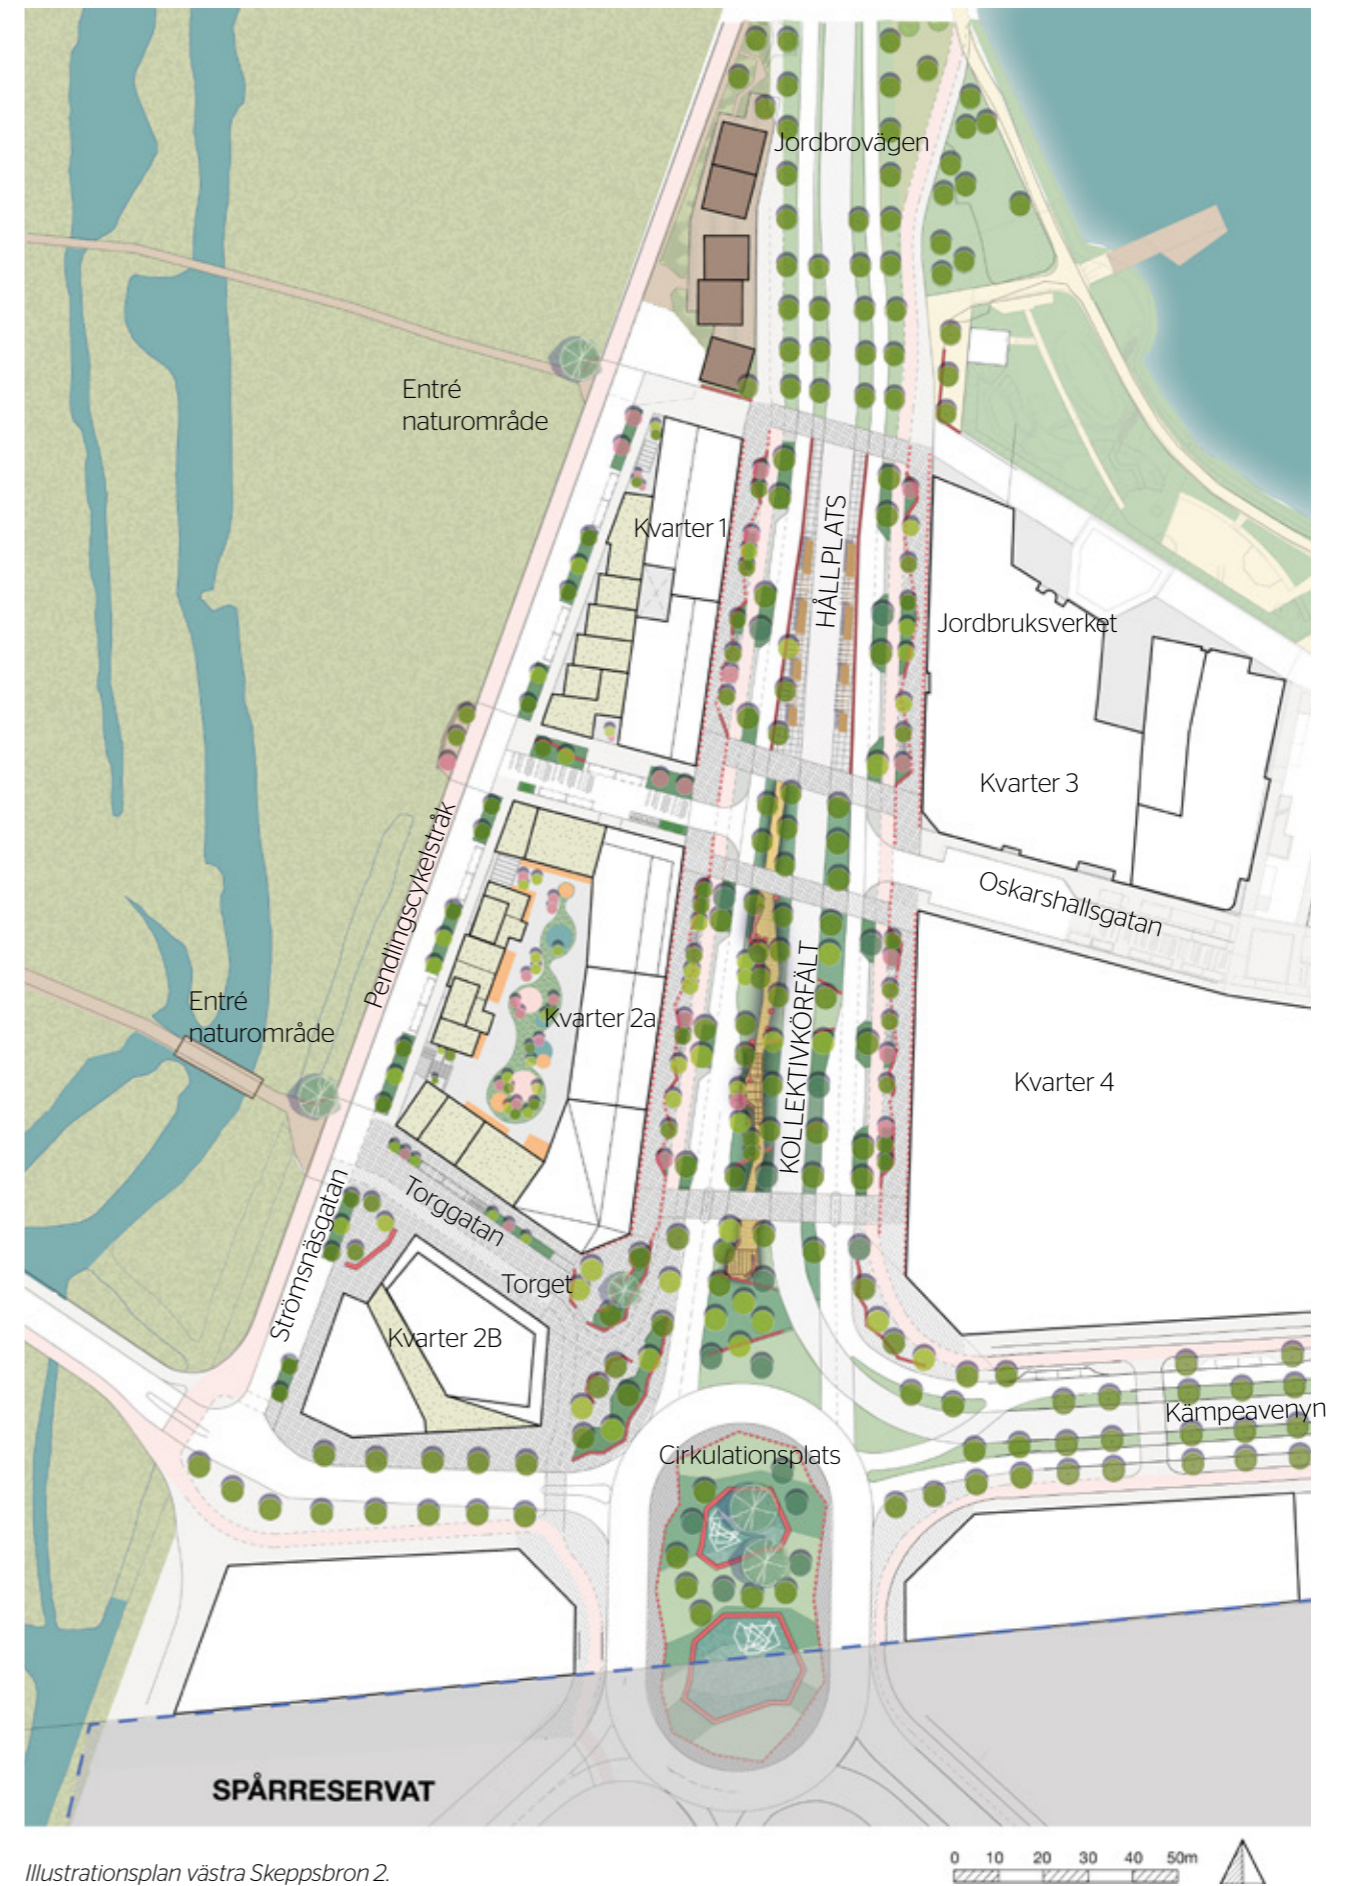 Jordbrovägen
Entré
naturområde
Kvarter 1
HÅLLPLATS
Jordbruksverket
Kvarter 3
Pendlingscykelstråk
Oskarshallsgatan
Entré
naturområde
Kvarter 2a
KOLLEKTIVKÖRFÄLT
Kvarter 4
Strömsnäsgatan
Torggatan
Torget
Kvarter 2B
Kämpeavenyn
Cirkulationsplats
SPÅRRESERVAT
0 10 20 30 40 50m
Illustrationsplan västra Skeppsbron 2.